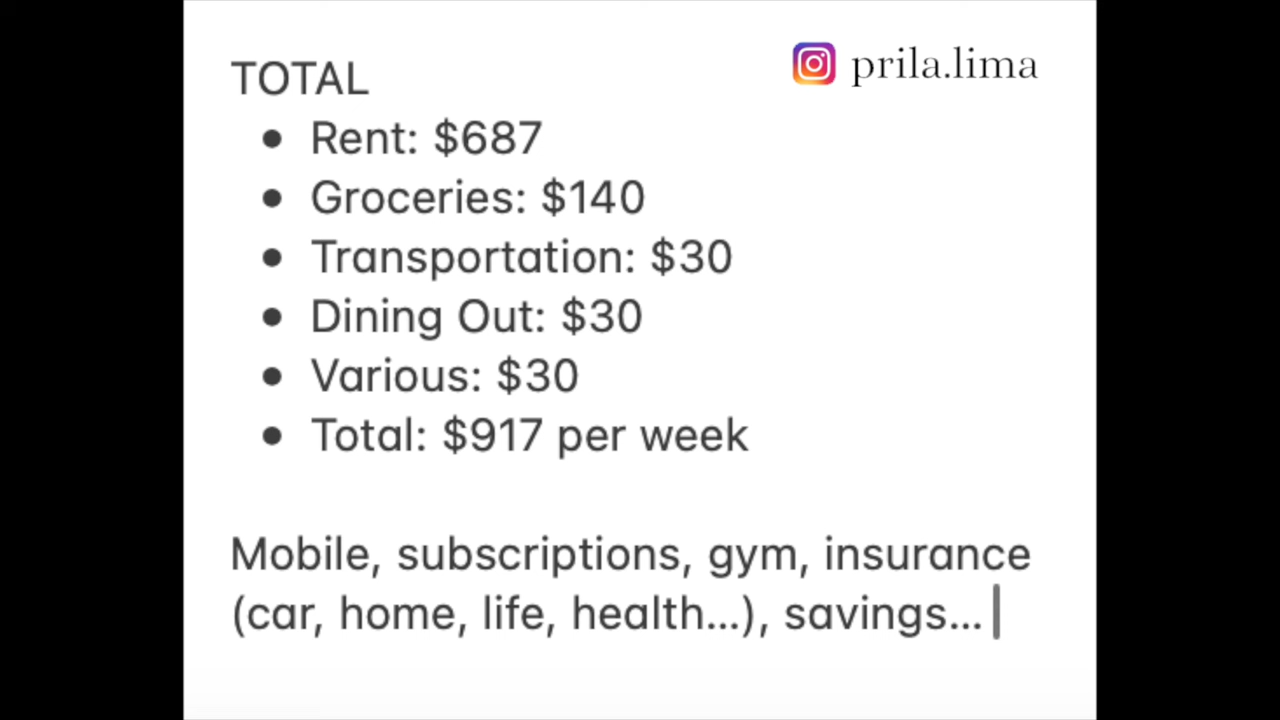 TOTAL
prila.lima
• Rent: $687
• Groceries: $140
• Transportation: $30
• Dining Out: $30
• Various: $30
• Total: $917 per week
Mobile, subscriptions, gym, insurance
(car, home, life, health...), savings...